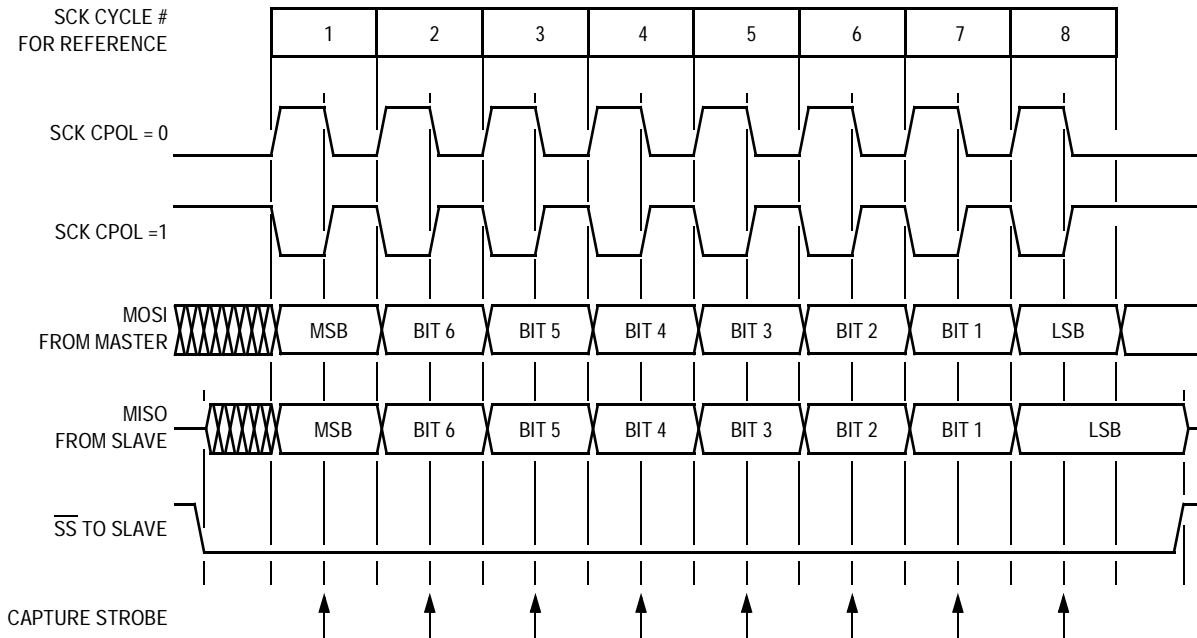 SCK CYCLE #
FOR REFERENCE
1 2 3 4 5 6 7 8
SCK CPOL = 0
SCK CPOL =1
MOSI
FROM MASTER
MSB BIT 6 BIT 5 BIT 4 BIT 3 BIT 2 BIT 1 LSB
MISO
FROM SLAVE
MSB BIT 6 BIT 5 BIT 4 BIT 3 BIT 2 BIT 1 LSB
SS TO SLAVE
CAPTURE STROBE